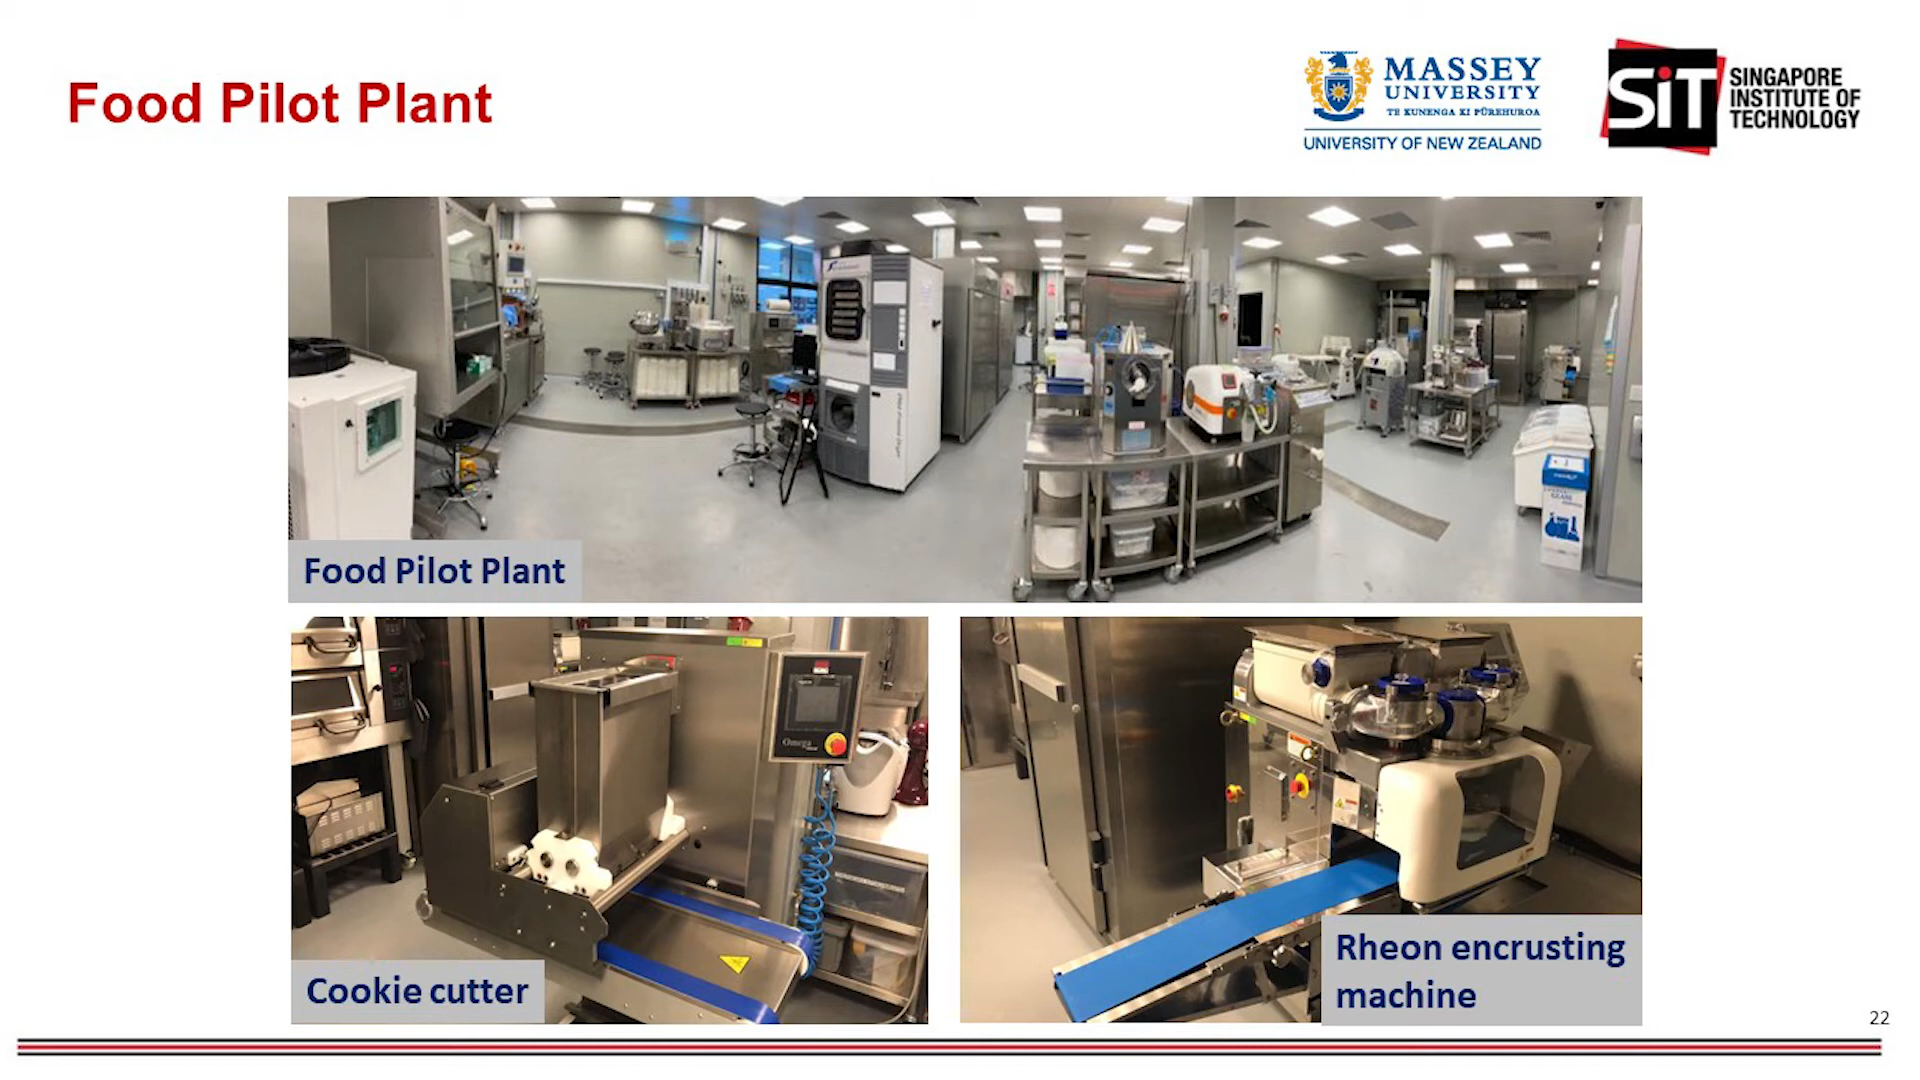 Food Pilot Plant
MASSEY
UNIVERSITY
TE KUNENGA KI PŪREHUROA
UNIVERSITY OF NEW ZEALAND
SiT
SINGAPORE
INSTITUTE OF
TECHNOLOGY
Food Pilot Plant
Omega
Cookie cutter
Rheon encrusting
machine
22